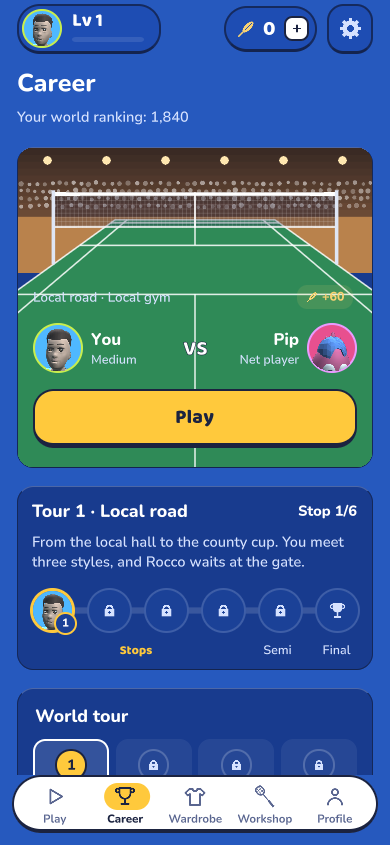 Lv 1
0
+
Career
Your world ranking: 1,840
Local road · Local gym
+60
You
Medium
VS
Pip
Net player
Play
Tour 1 · Local road
Stop 1/6
From the local hall to the county cup. You meet
three styles, and Rocco waits at the gate.
1
Stops
Semi
Final
World tour
1
Play
Career
Wardrobe
Workshop
Profile